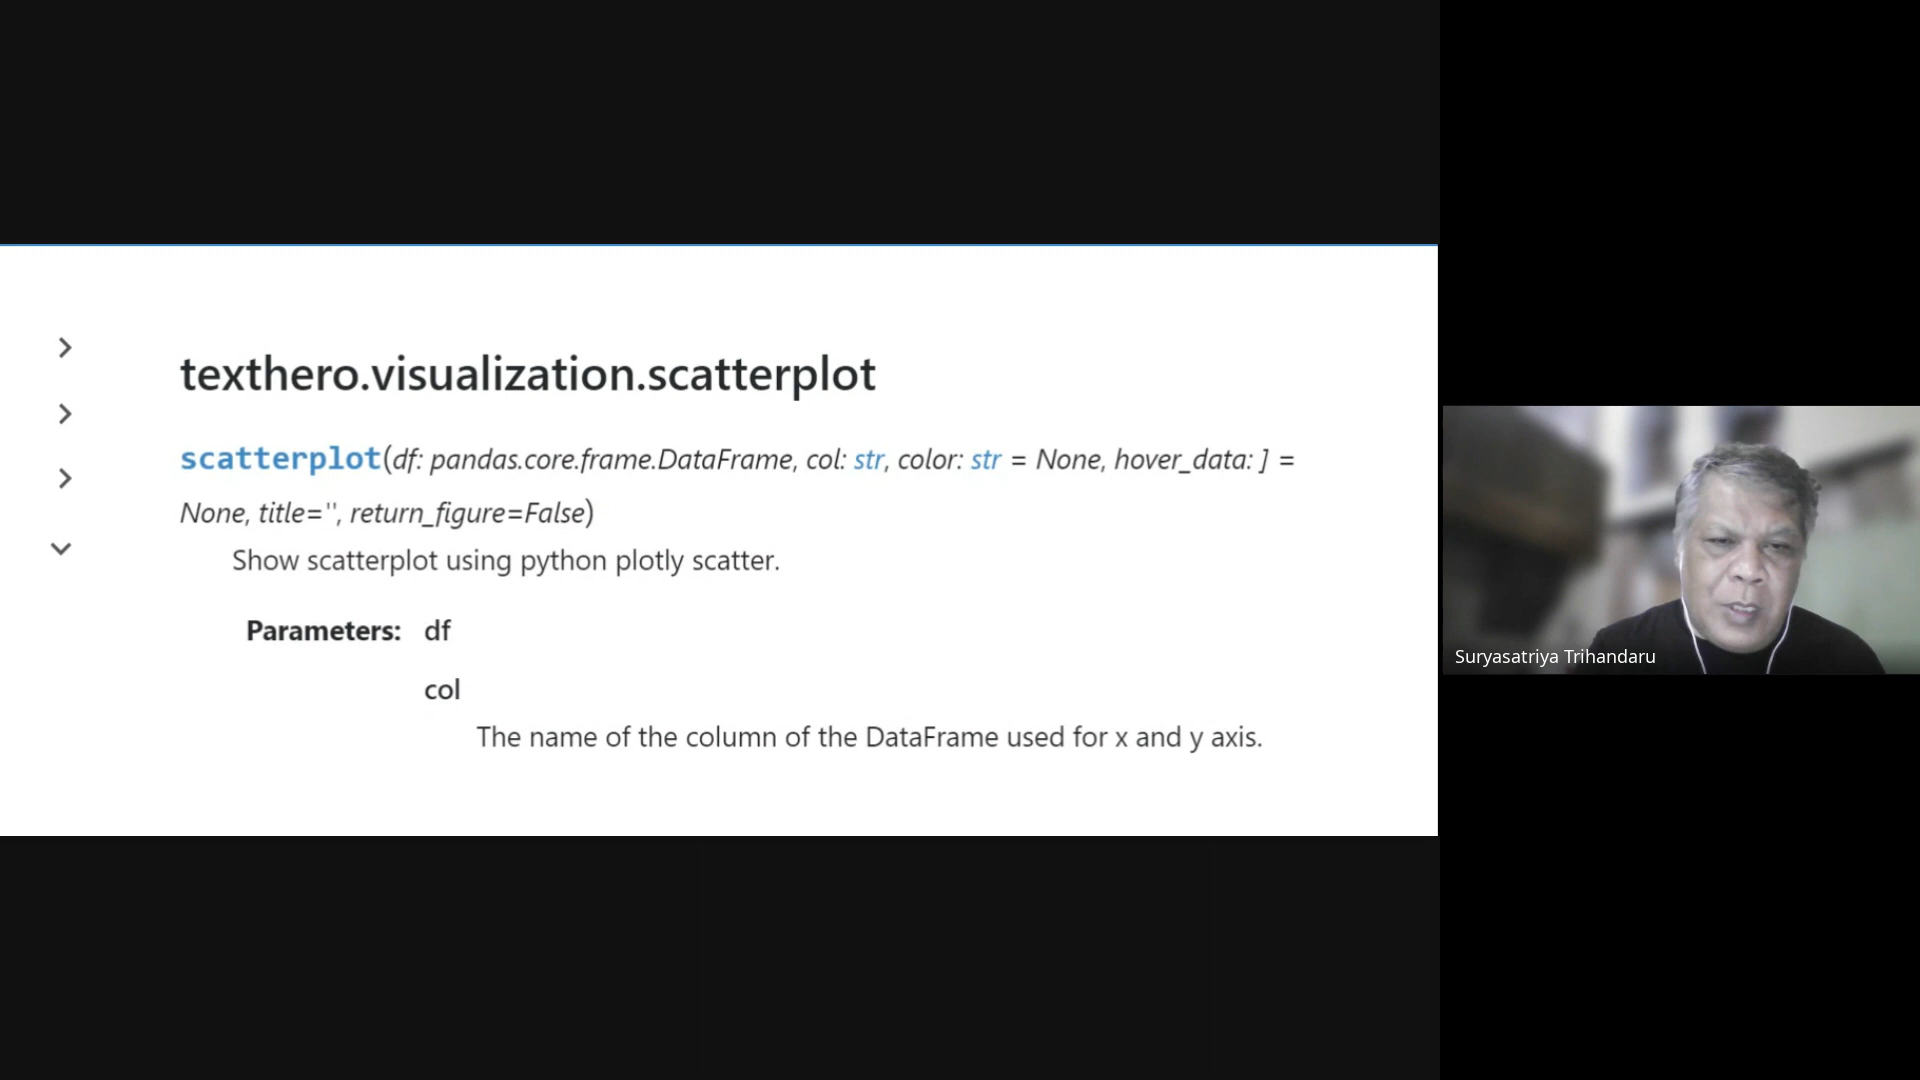 texthero.visualization.scatterplot
scatterplot(df: pandas.core.frame.DataFrame, col: str, color: str = None, hover_data: ] =
None, title='', return_figure=False)
Show scatterplot using python plotly scatter.
Parameters: df
col
The name of the column of the DataFrame used for x and y axis.
Suryasatriya Trihandaru